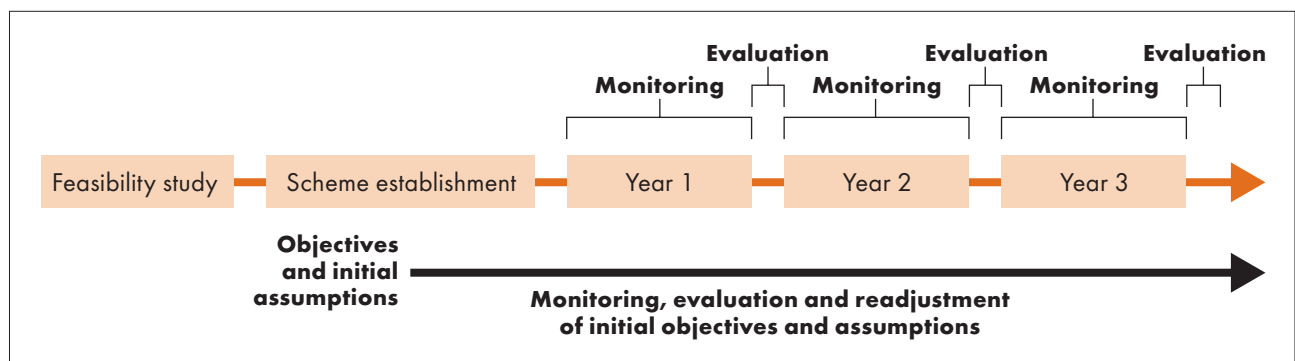 Evaluation Evaluation Evaluation
Monitoring Monitoring Monitoring
Feasibility study Scheme establishment Year 1 Year 2 Year 3
Objectives
and initial
assumptions
Monitoring, evaluation and readjustment
of initial objectives and assumptions